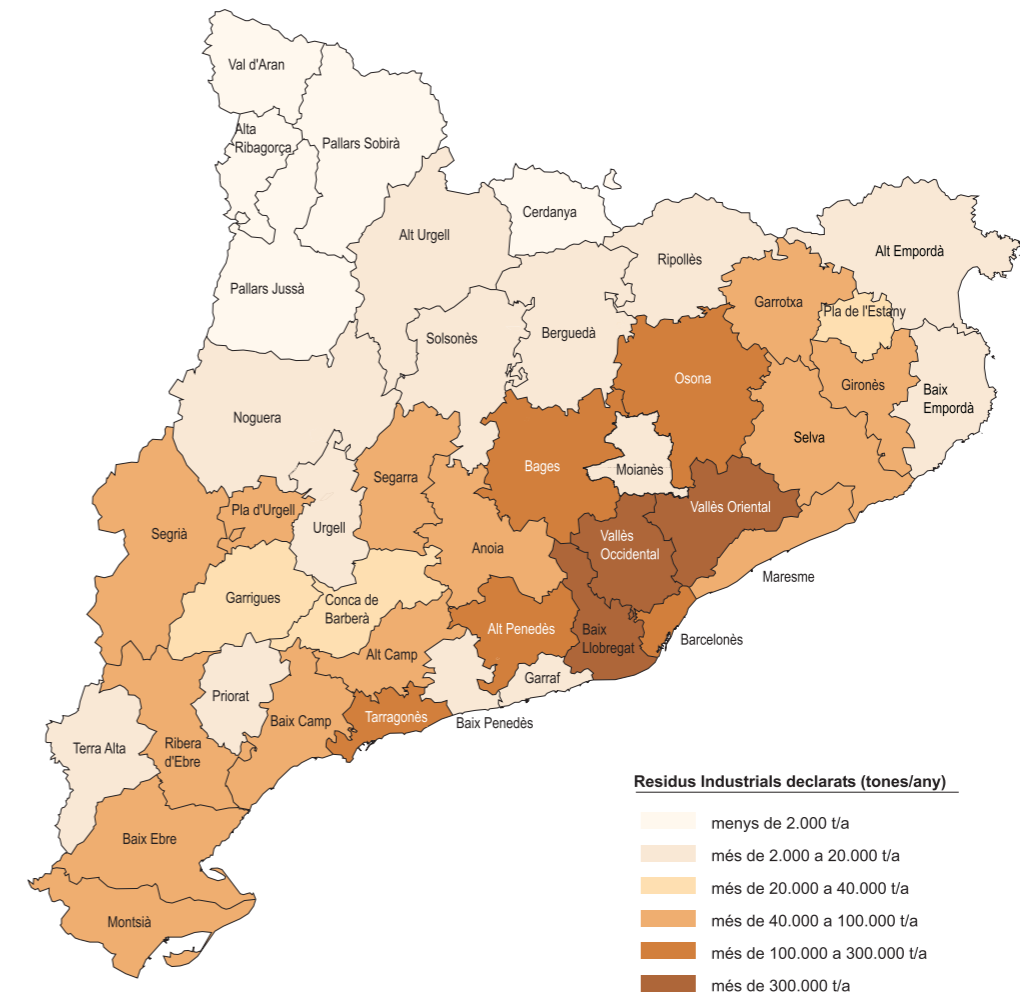 Val d'Aran
Alta
Ribagorça
Pallars Sobirà
Cerdanya
Alt Urgell
Ripollès
Alt Empordà
Pallars Jussà
Garrotxa
Pla de l'Estany
Solsonès
Berguedà
Osona
Gironès
Baix
Empordà
Noguera
Selva
Bages
Moianès
Segarra
Pla d'Urgell
Urgell
Segrià
Vallès Oriental
Vallès
Occidental
Anoia
Maresme
Garrigues
Conca de
Barberà
Alt Penedès
Baix
Llobregat
Barcelonès
Alt Camp
Garraf
Priorat
Baix Camp
Tarragonès
Baix Penedès
Terra Alta
Ribera
d'Ebre
Baix Ebre
Montsià
Residus Industrials declarats (tones/any)
menys de 2.000 t/a
més de 2.000 a 20.000 t/a
més de 20.000 a 40.000 t/a
més de 40.000 a 100.000 t/a
més de 100.000 a 300.000 t/a
més de 300.000 t/a